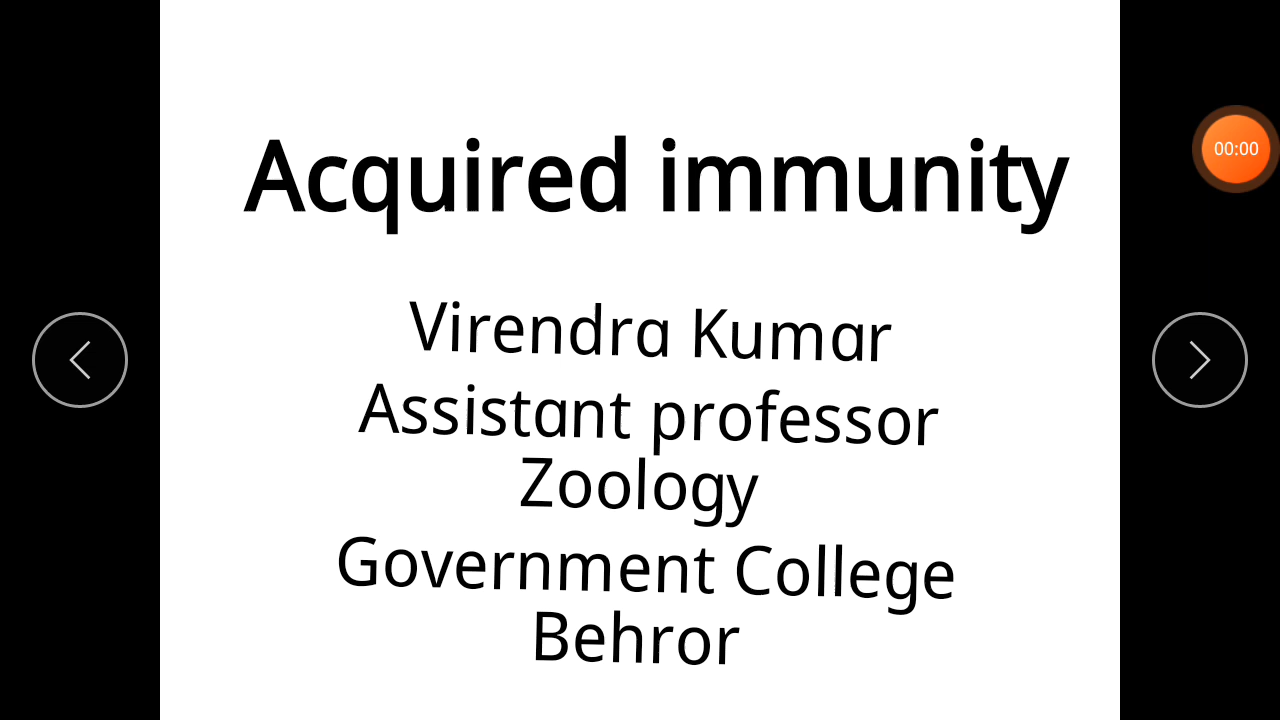 Acquired immunity
00:00
Virendra Kumar
Assistant professor
Zoology
Government College
Behror